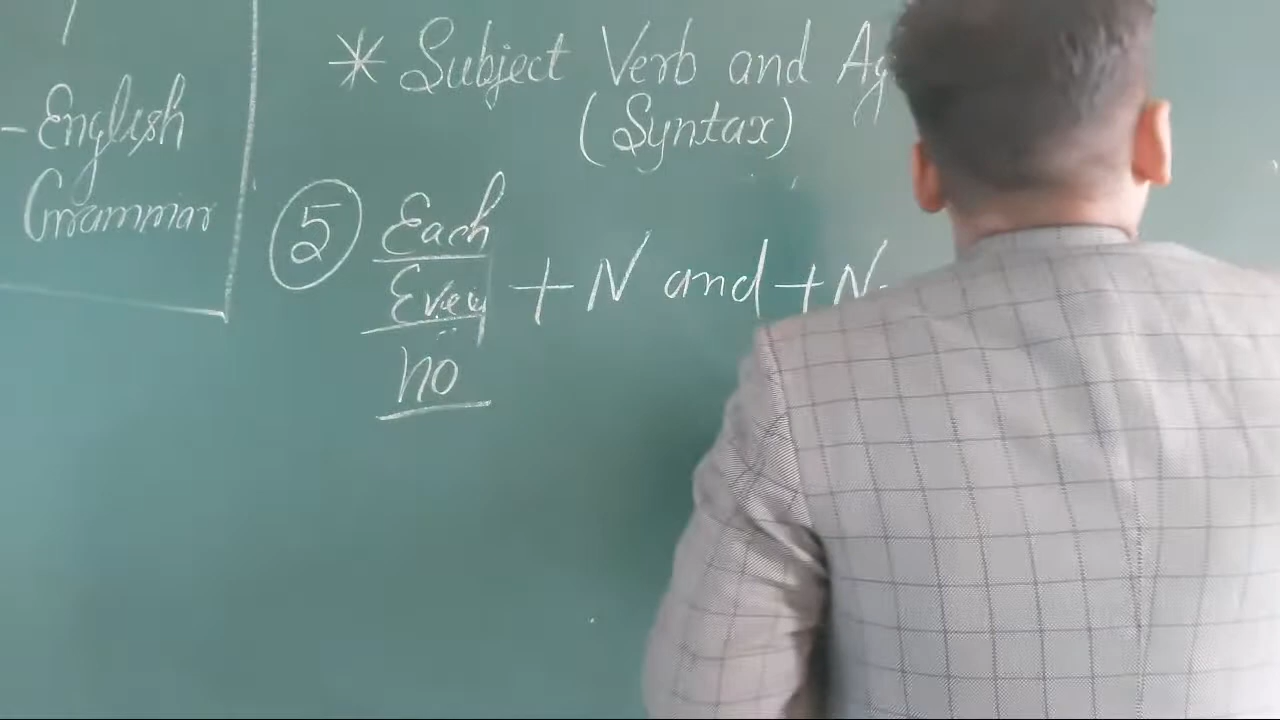 - English
Grammar
* Subject Verb and Ag
(Syntax)
5 Each
Every + N and + N
no